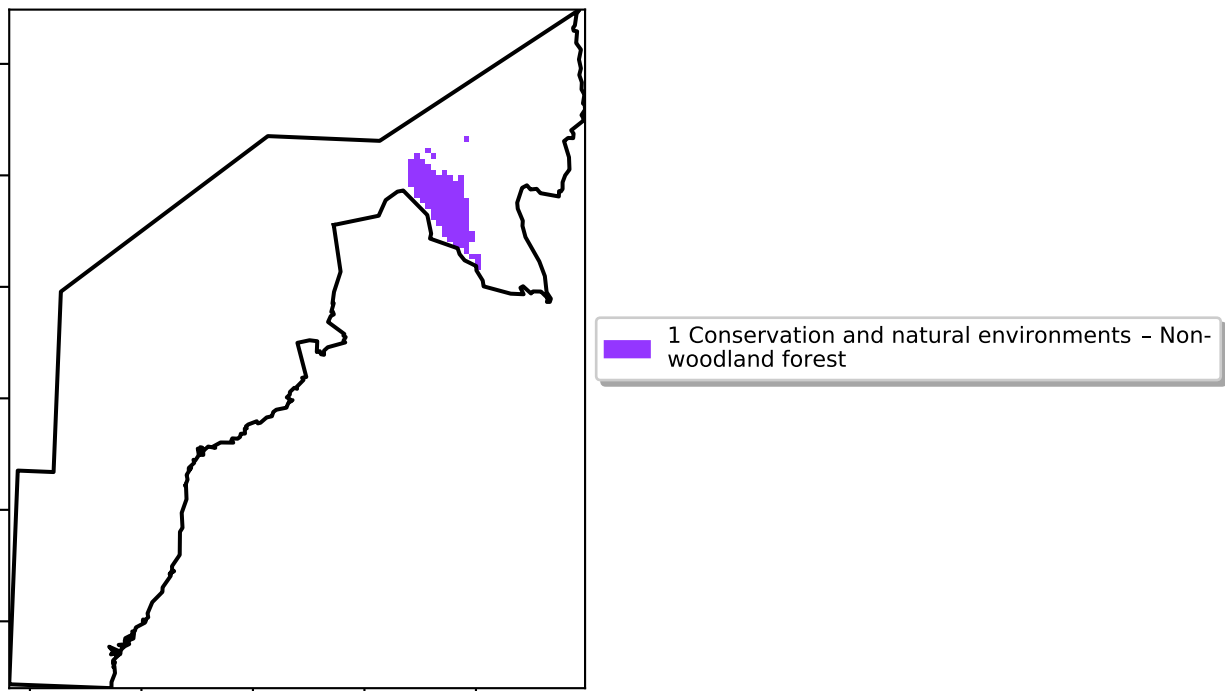 1 Conservation and natural environments – Non-
woodland forest